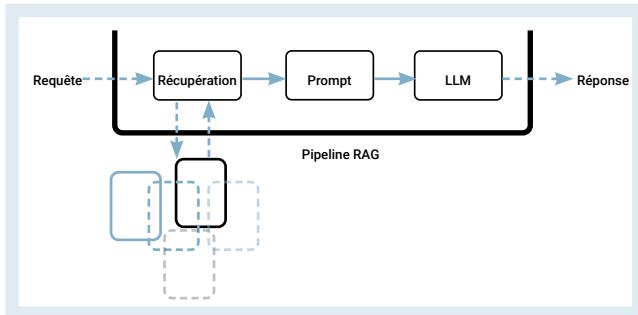 Requête
Récupération
Prompt
LLM
Réponse
Pipeline RAG